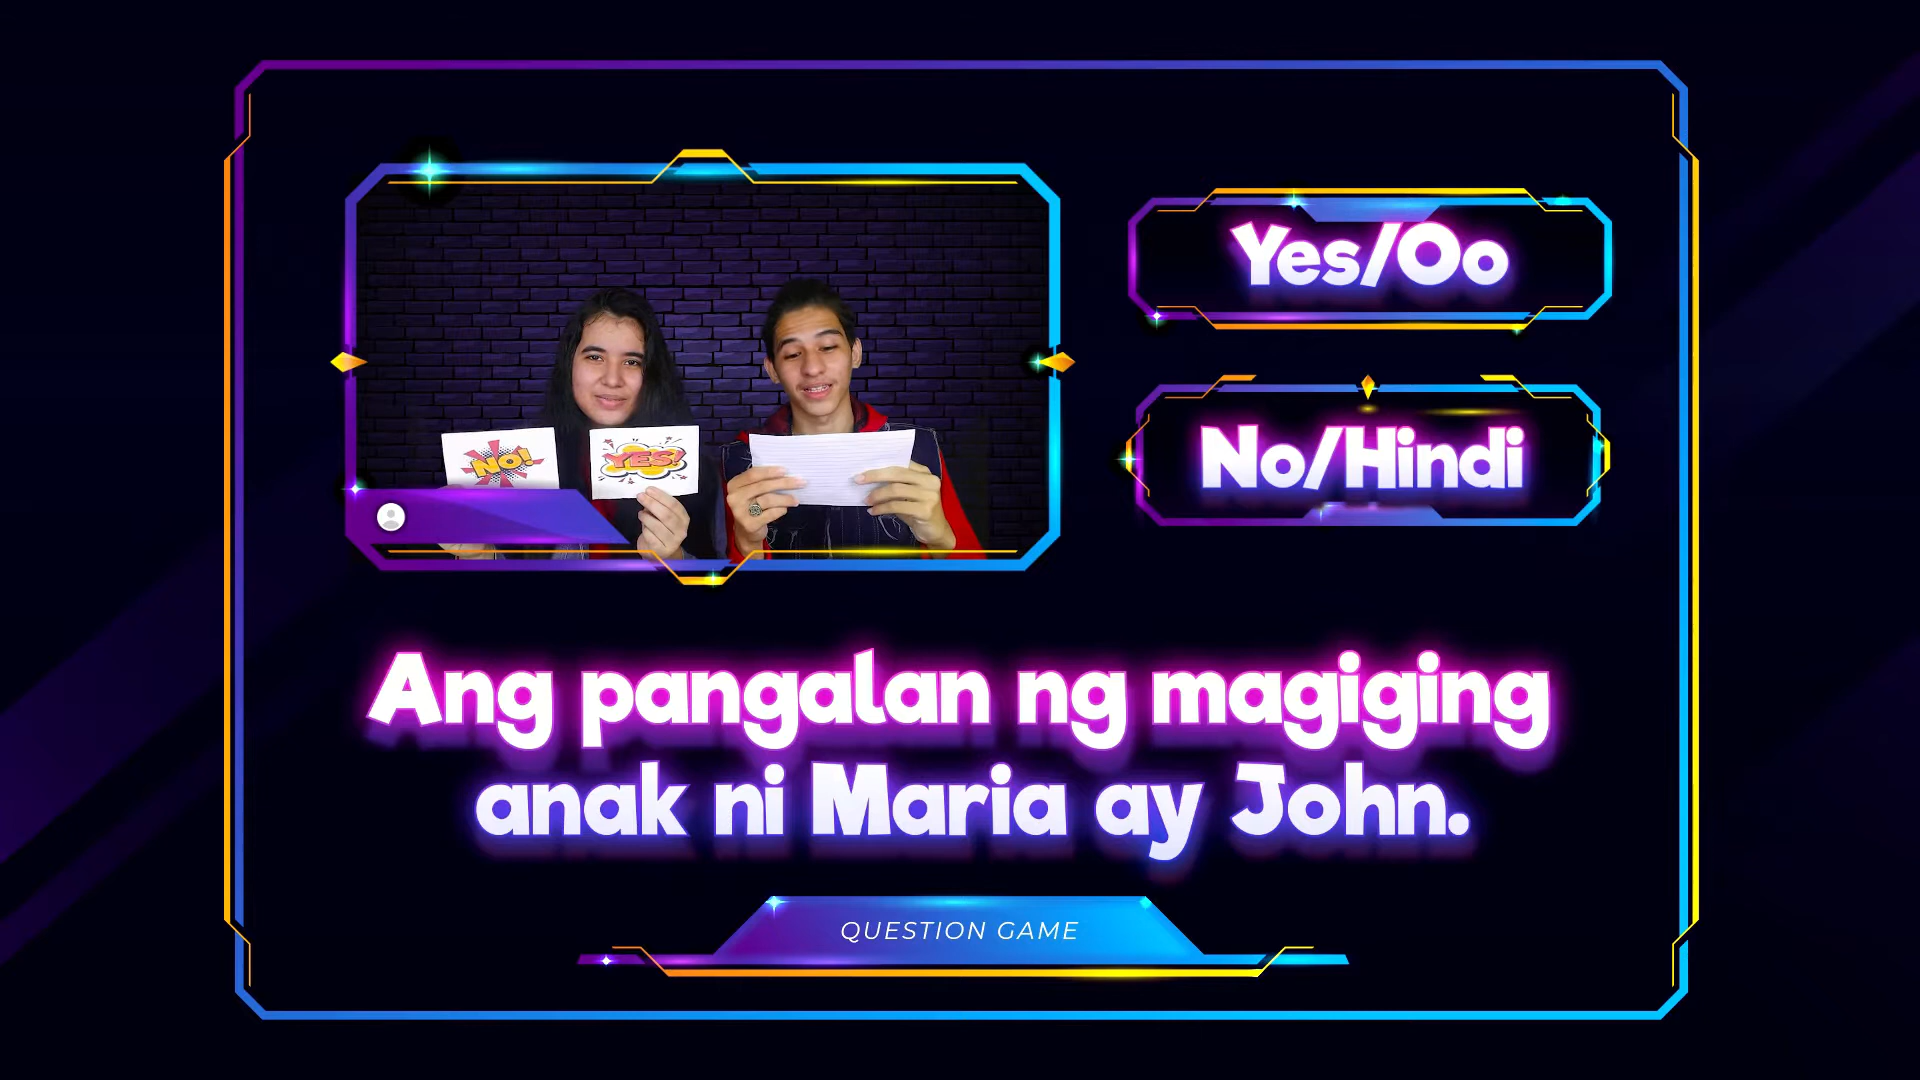 Yes/Oo
NO!
YES!
No/Hindi
Ang pangalan ng magiging
anak ni Maria ay John.
QUESTION GAME